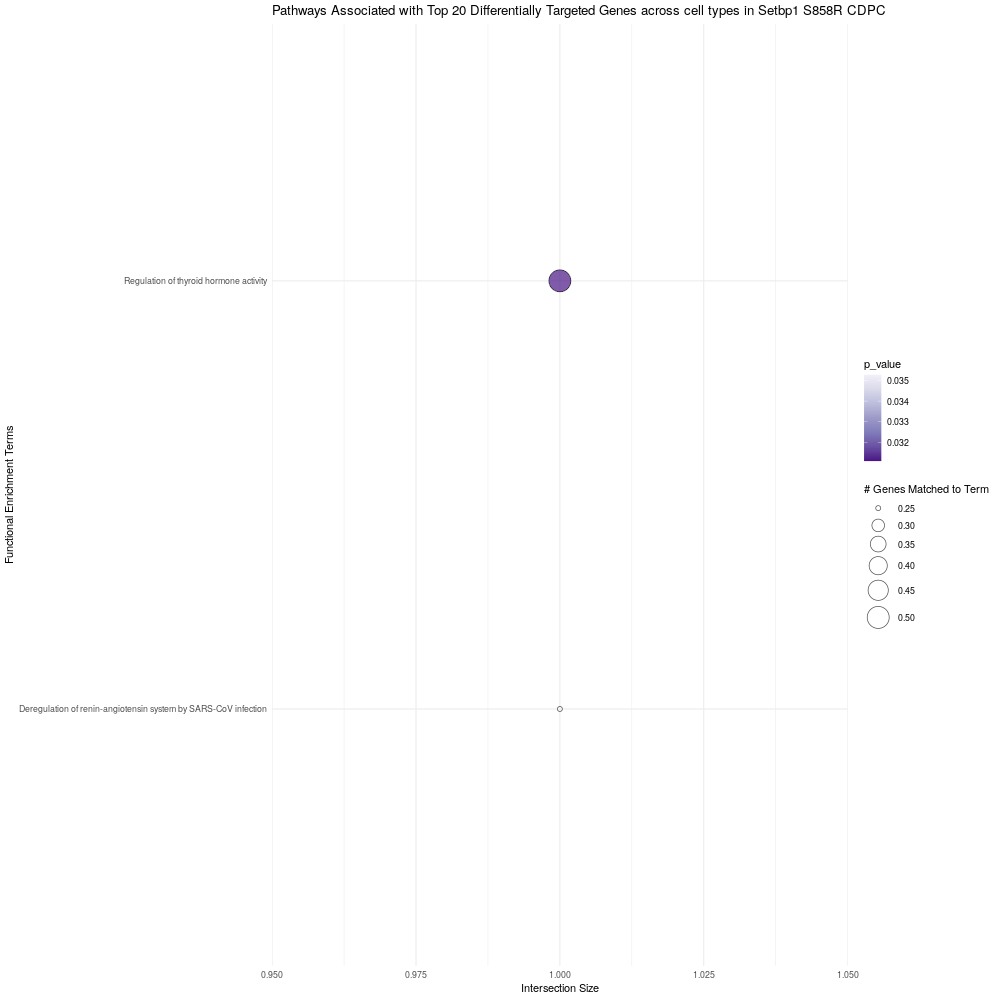 Pathways Associated with Top 20 Differentially Targeted Genes across cell types in Setbp1 S858R CDPC
Functional Enrichment Terms
Regulation of thyroid hormone activity
Deregulation of renin-angiotensin system by SARS-CoV infection
0.950
0.975
1.000
1.025
1.050
Intersection Size
p_value
0.035
0.034
0.033
0.032
# Genes Matched to Term
0.25
0.30
0.35
0.40
0.45
0.50